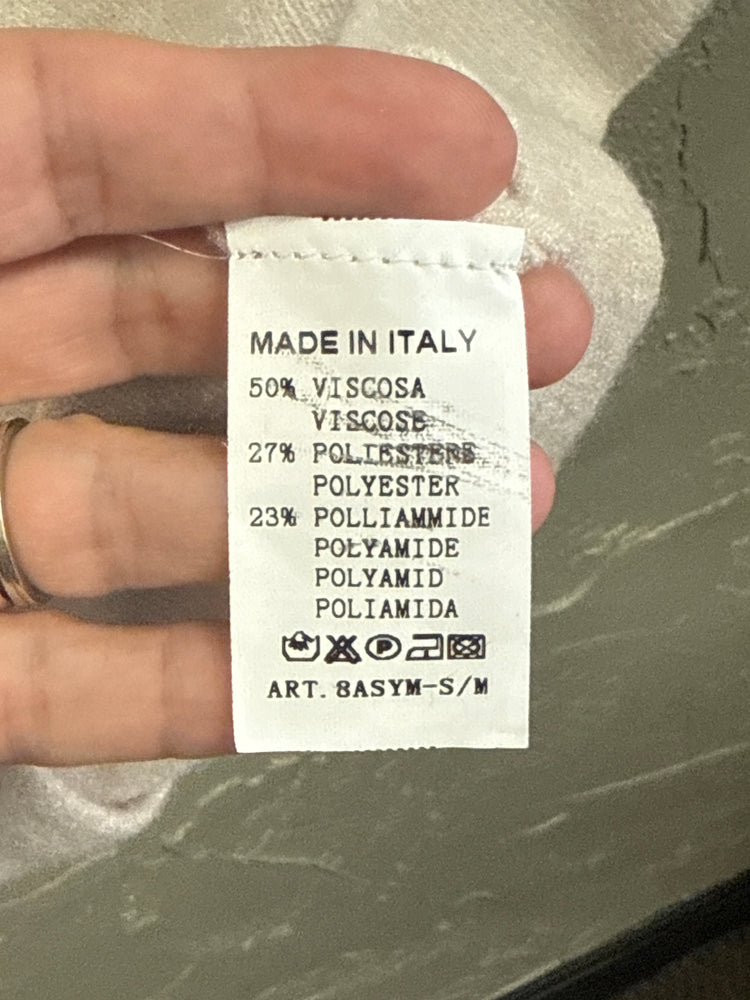 MADE IN ITALY
50% VISCOSA
VISCOSE
27% POLIESTERE
POLYESTER
23% POLLIAMMIDE
POLYAMIDE
POLYAMID
POLIAMIDA
P
ART. 8ASYM-S/M